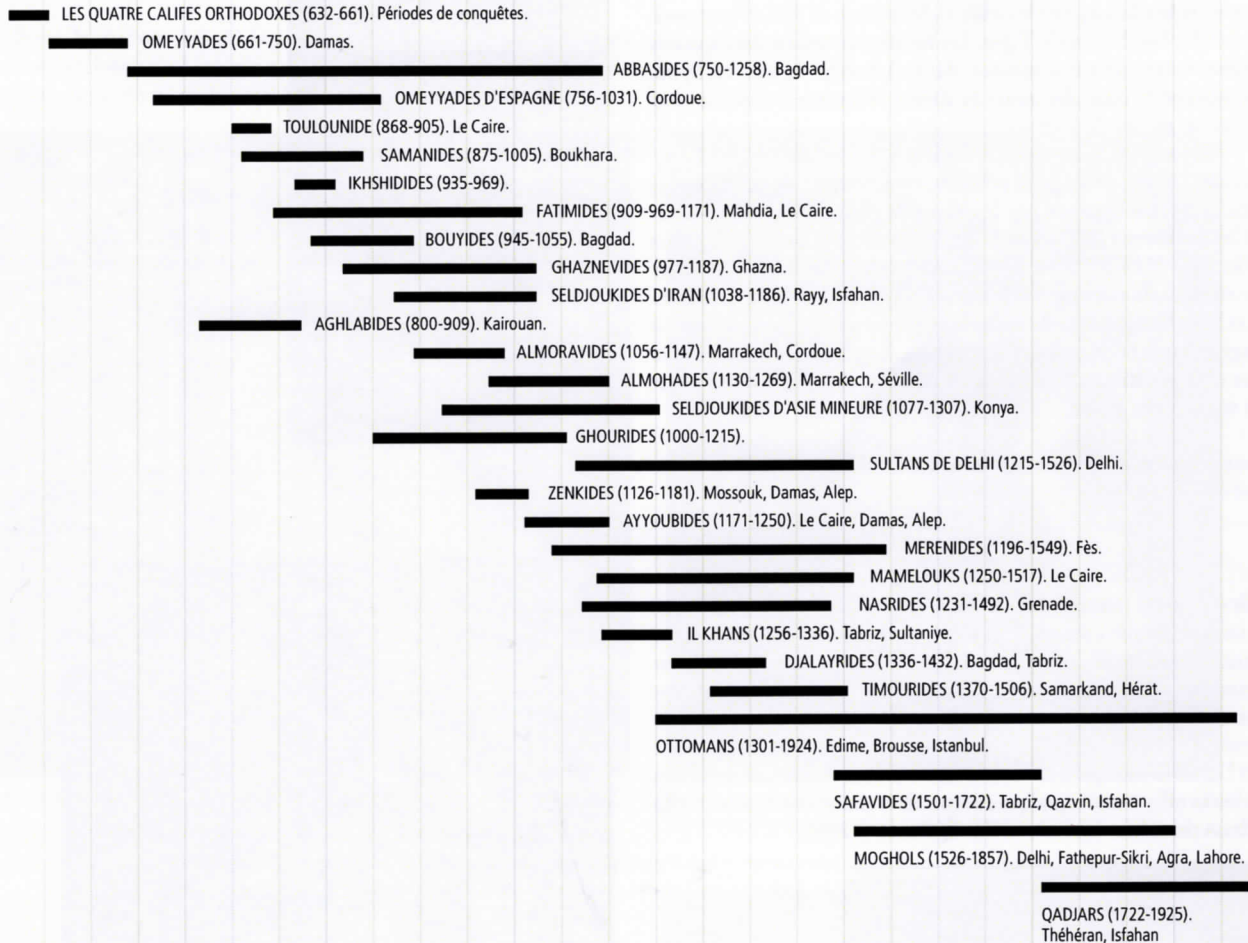 LES QUATRE CALIFES ORTHODOXES (632-661). Périodes de conquêtes.
OMEYYADES (661-750). Damas.
ABBASIDES (750-1258). Bagdad.
OMEYYADES D'ESPAGNE (756-1031). Cordoue.
TOULOUNIDE (868-905). Le Caire.
SAMANIDES (875-1005). Boukhara.
IKHSHIDIDES (935-969).
FATIMIDES (909-969-1171). Mahdia, Le Caire.
BOUYIDES (945-1055). Bagdad.
GHAZNEVIDES (977-1187). Ghazna.
SELDJOUKIDES D'IRAN (1038-1186). Rayy, Isfahan.
AGHLABIDES (800-909). Kairouan.
ALMORAVIDES (1056-1147). Marrakech, Cordoue.
ALMOHADES (1130-1269). Marrakech, Séville.
SELDJOUKIDES D'ASIE MINEURE (1077-1307). Konya.
GHOURIDES (1000-1215).
SULTANS DE DELHI (1215-1526). Delhi.
ZENKIDES (1126-1181). Mossouk, Damas, Alep.
AYYOUBIDES (1171-1250). Le Caire, Damas, Alep.
MERENIDES (1196-1549). Fès.
MAMELOUKS (1250-1517). Le Caire.
NASRIDES (1231-1492). Grenade.
IL KHANS (1256-1336). Tabriz, Sultaniye.
DJALAYRIDES (1336-1432). Bagdad, Tabriz.
TIMOURIDES (1370-1506). Samarkand, Hérat.
OTTOMANS (1301-1924). Edime, Brousse, Istanbul.
SAFAVIDES (1501-1722). Tabriz, Qazvin, Isfahan.
MOGHOLS (1526-1857). Delhi, Fathepur-Sikri, Agra, Lahore.
QADJARS (1722-1925).
Théhéran, Isfahan